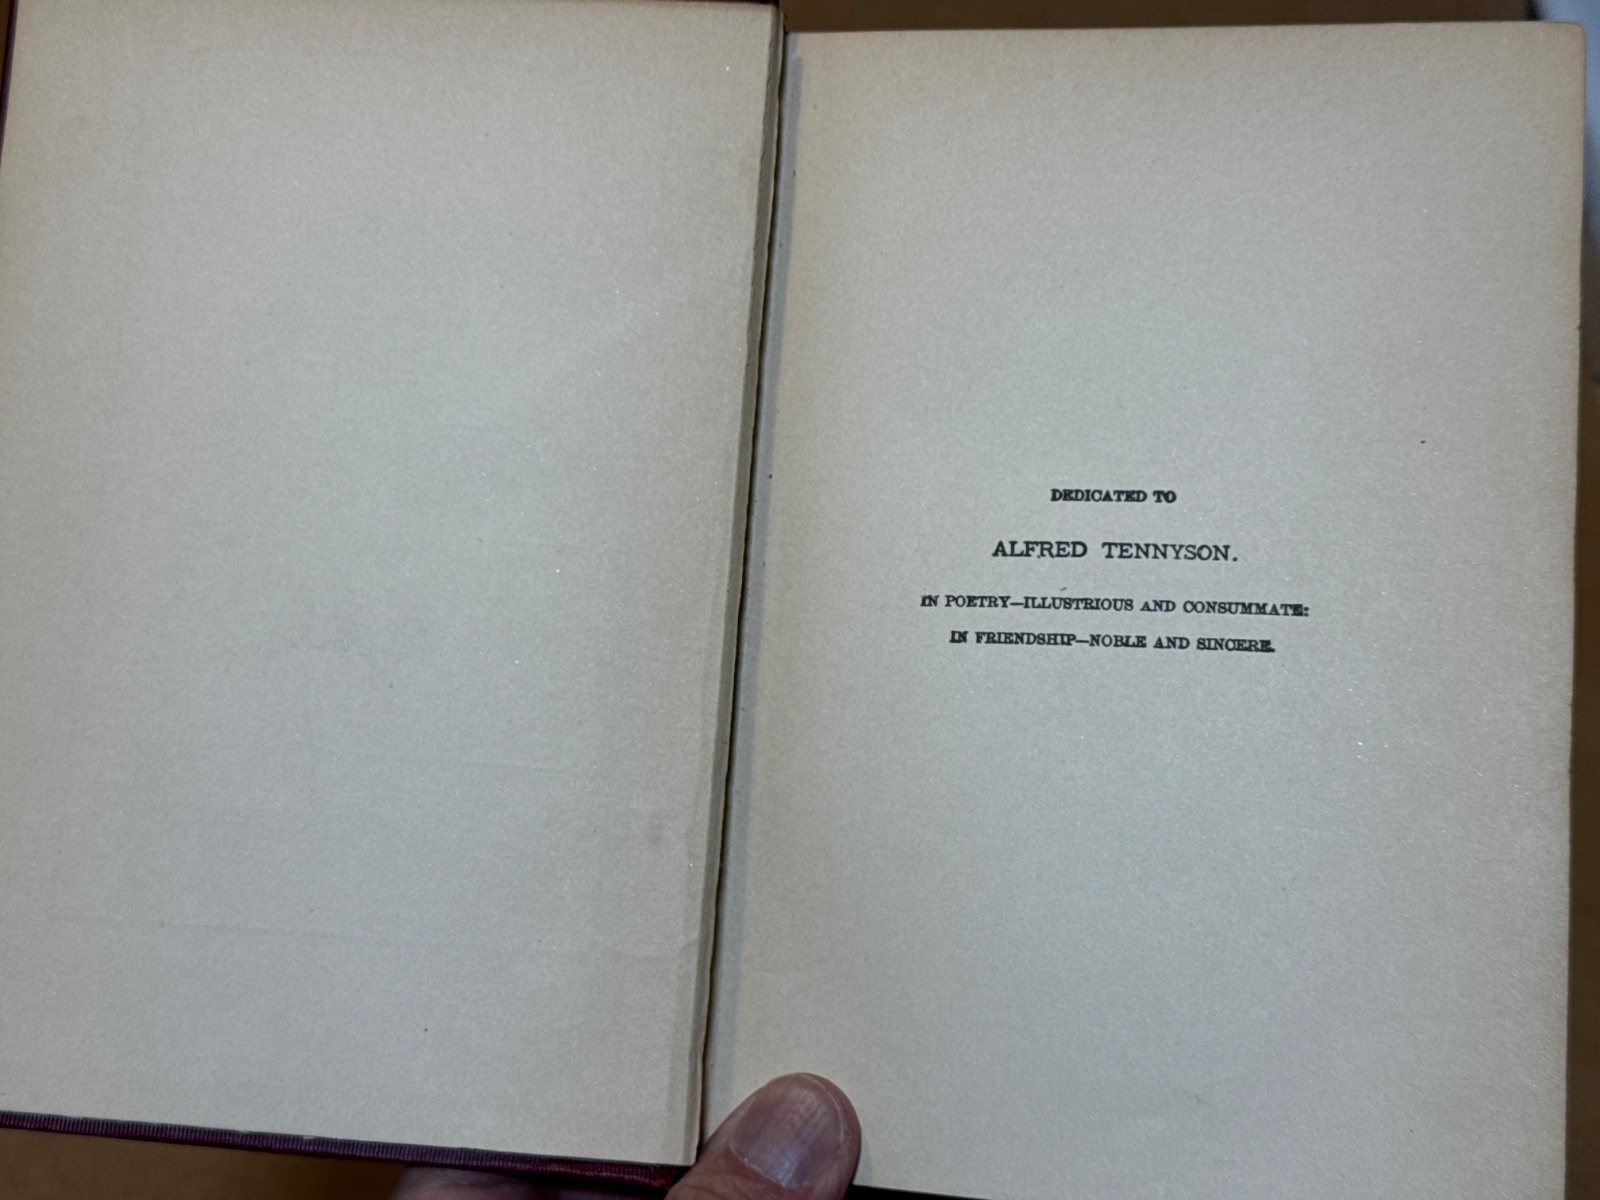 DEDICATED TO
ALFRED TENNYSON.
IN POETRY—ILLUSTRIOUS AND CONSUMMATE:
IN FRIENDSHIP—NOBLE AND SINCERE.